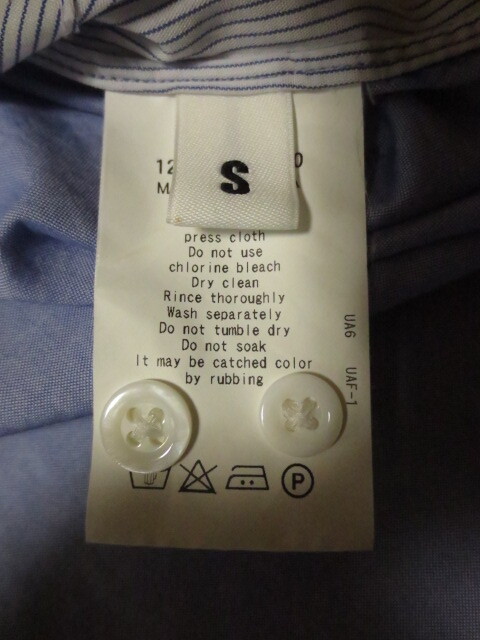 S
press cloth
Do not use
chlorine bleach
Dry clean
Rince thoroughly
Wash separately
Do not tumble dry
Do not soak
It may be catched color
by rubbing
UA6 UAF-1
P